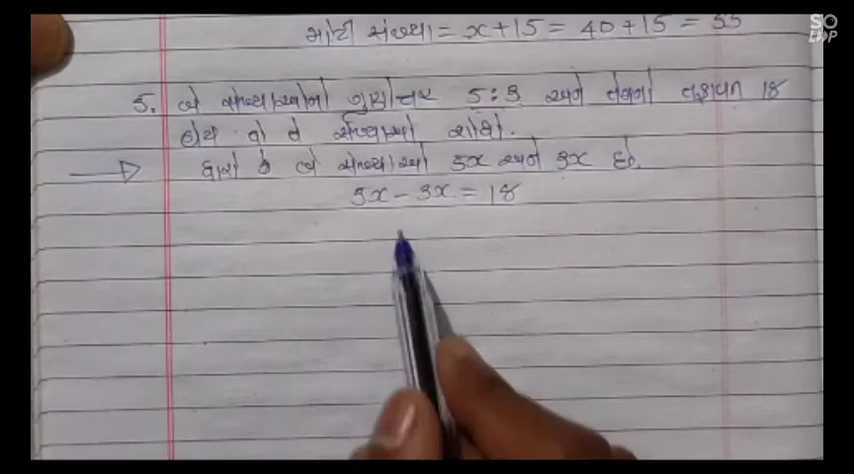 મોટી સંખ્યા = x + 15 = 40 + 15 = 55
SO LOOP
5. બે સંખ્યાઓનો ગુણોત્તર 5 : 3 અને તેમનો તફાવત 18
હોય તો તે સંખ્યાઓ શોધો.
→ ધારો કે બે સંખ્યાઓ 5x અને 3x છે.
5x - 3x = 18